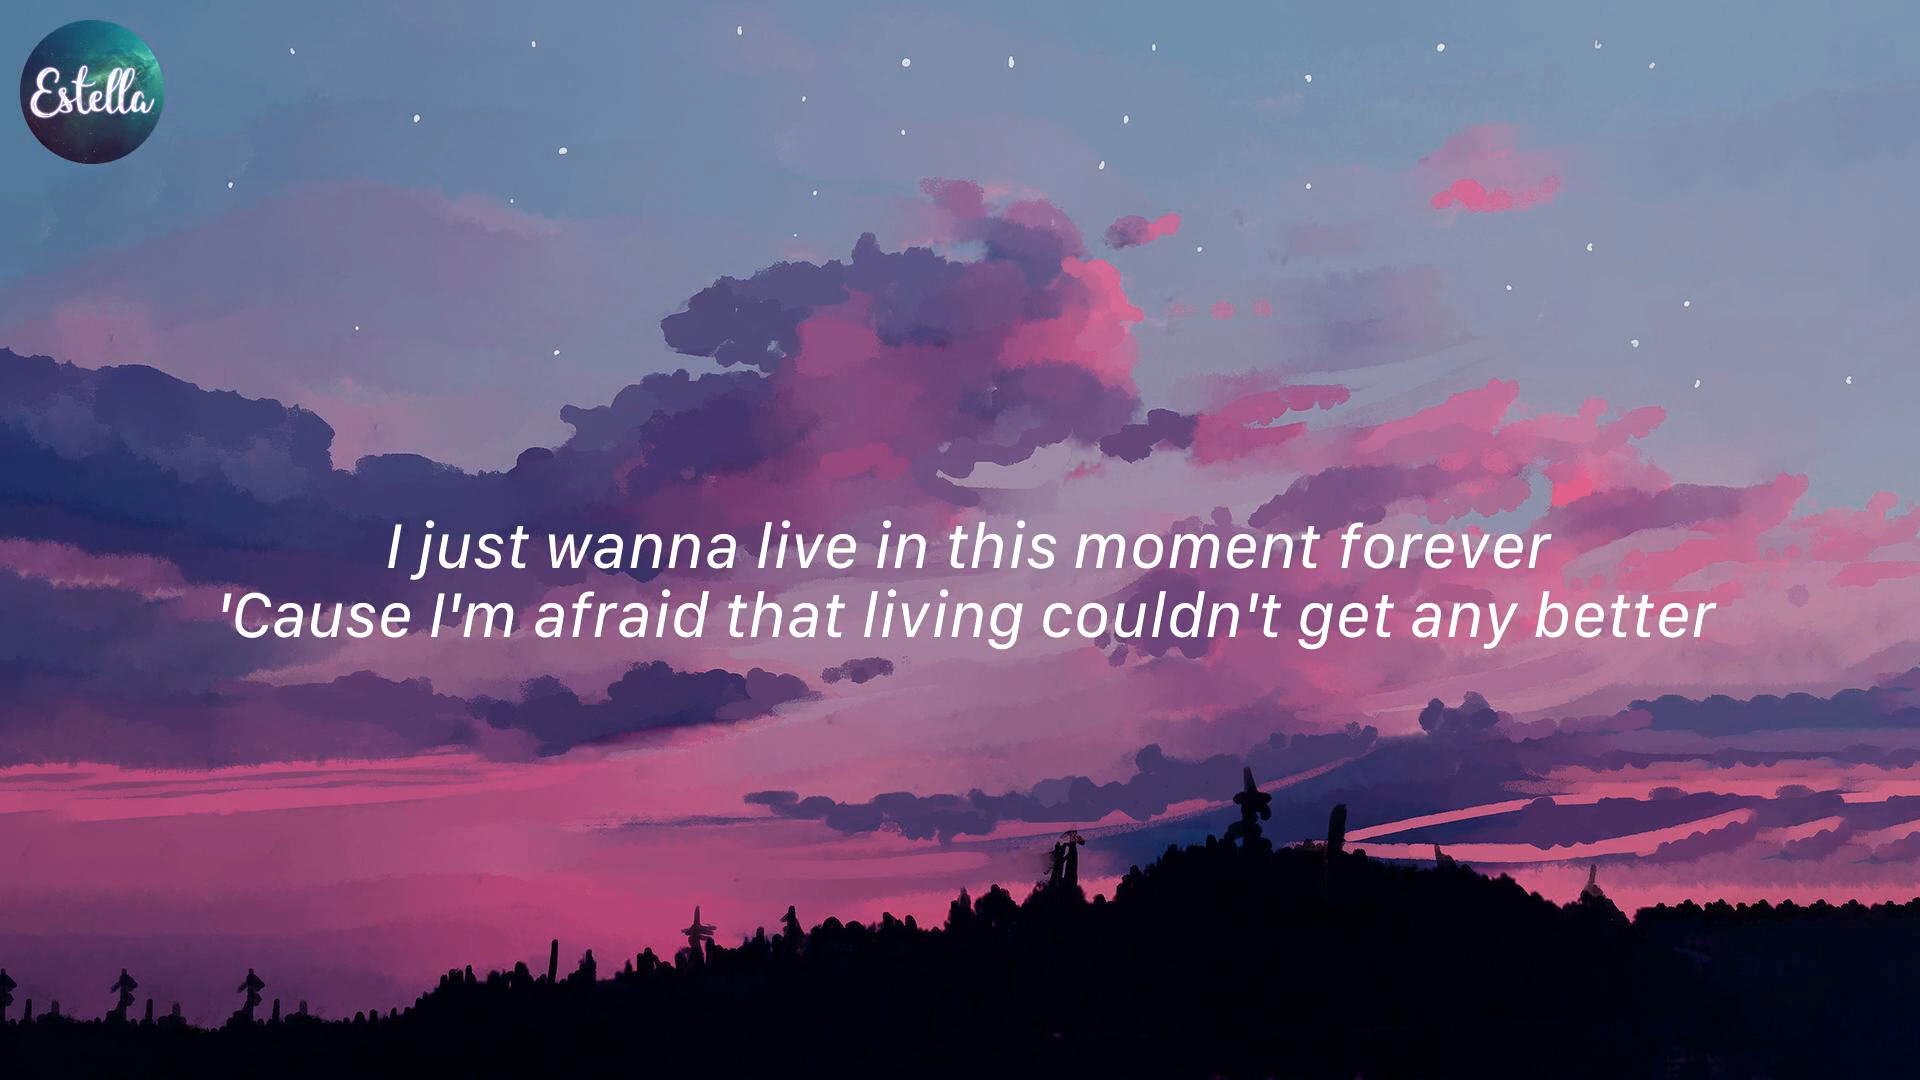 Estella
I just wanna live in this moment forever
'Cause I'm afraid that living couldn't get any better